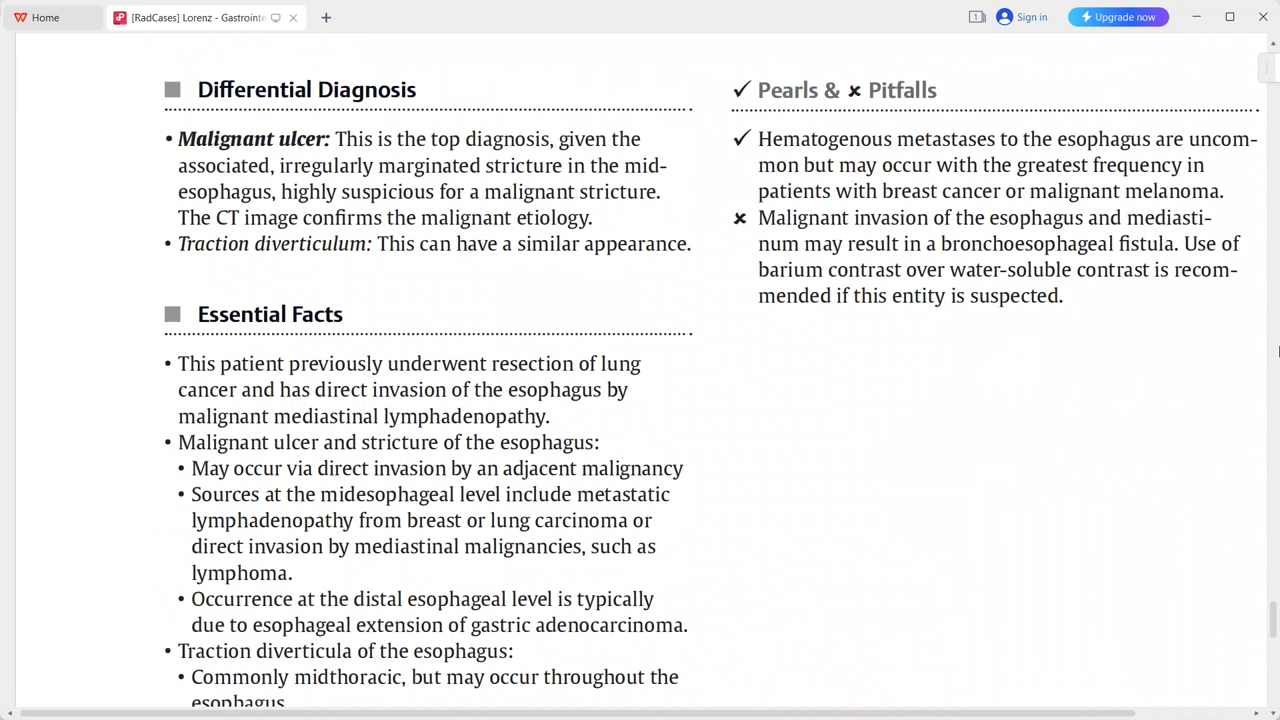 Home
[RadCases] Lorenz - Gastrointe
1
Sign in
Upgrade now
Differential Diagnosis
• Malignant ulcer: This is the top diagnosis, given the
associated, irregularly marginated stricture in the mid-
esophagus, highly suspicious for a malignant stricture.
The CT image confirms the malignant etiology.
• Traction diverticulum: This can have a similar appearance.
Essential Facts
• This patient previously underwent resection of lung
cancer and has direct invasion of the esophagus by
malignant mediastinal lymphadenopathy.
• Malignant ulcer and stricture of the esophagus:
• May occur via direct invasion by an adjacent malignancy
• Sources at the midesophageal level include metastatic
lymphadenopathy from breast or lung carcinoma or
direct invasion by mediastinal malignancies, such as
lymphoma.
• Occurrence at the distal esophageal level is typically
due to esophageal extension of gastric adenocarcinoma.
• Traction diverticula of the esophagus:
• Commonly midthoracic, but may occur throughout the
esophagus.
✓ Pearls & ✗ Pitfalls
✓ Hematogenous metastases to the esophagus are uncom-
mon but may occur with the greatest frequency in
patients with breast cancer or malignant melanoma.
✗ Malignant invasion of the esophagus and mediasti-
num may result in a bronchoesophageal fistula. Use of
barium contrast over water-soluble contrast is recom-
mended if this entity is suspected.